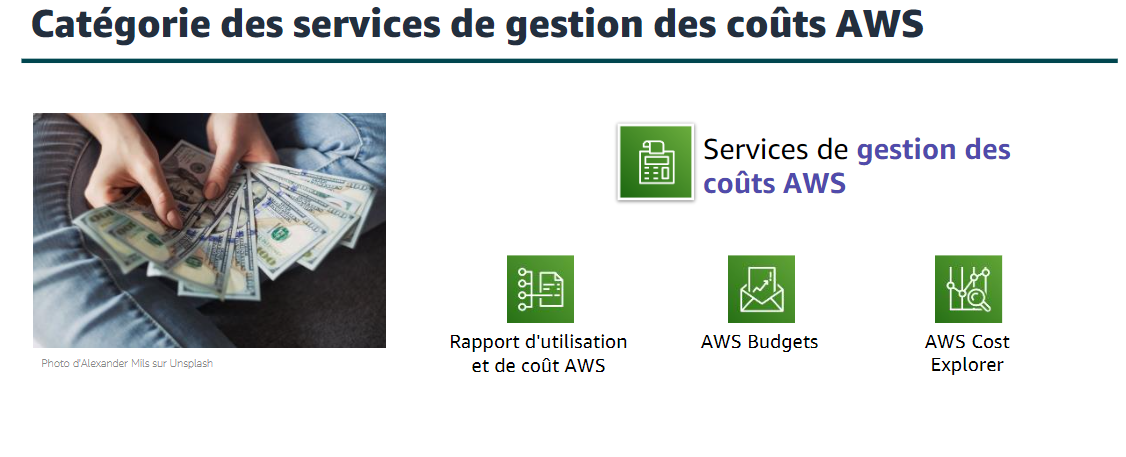 Catégorie des services de gestion des coûts AWS
Services de gestion des
coûts AWS
Rapport d'utilisation
et de coût AWS
AWS Budgets
AWS Cost
Explorer
Photo d'Alexander Mils sur Unsplash